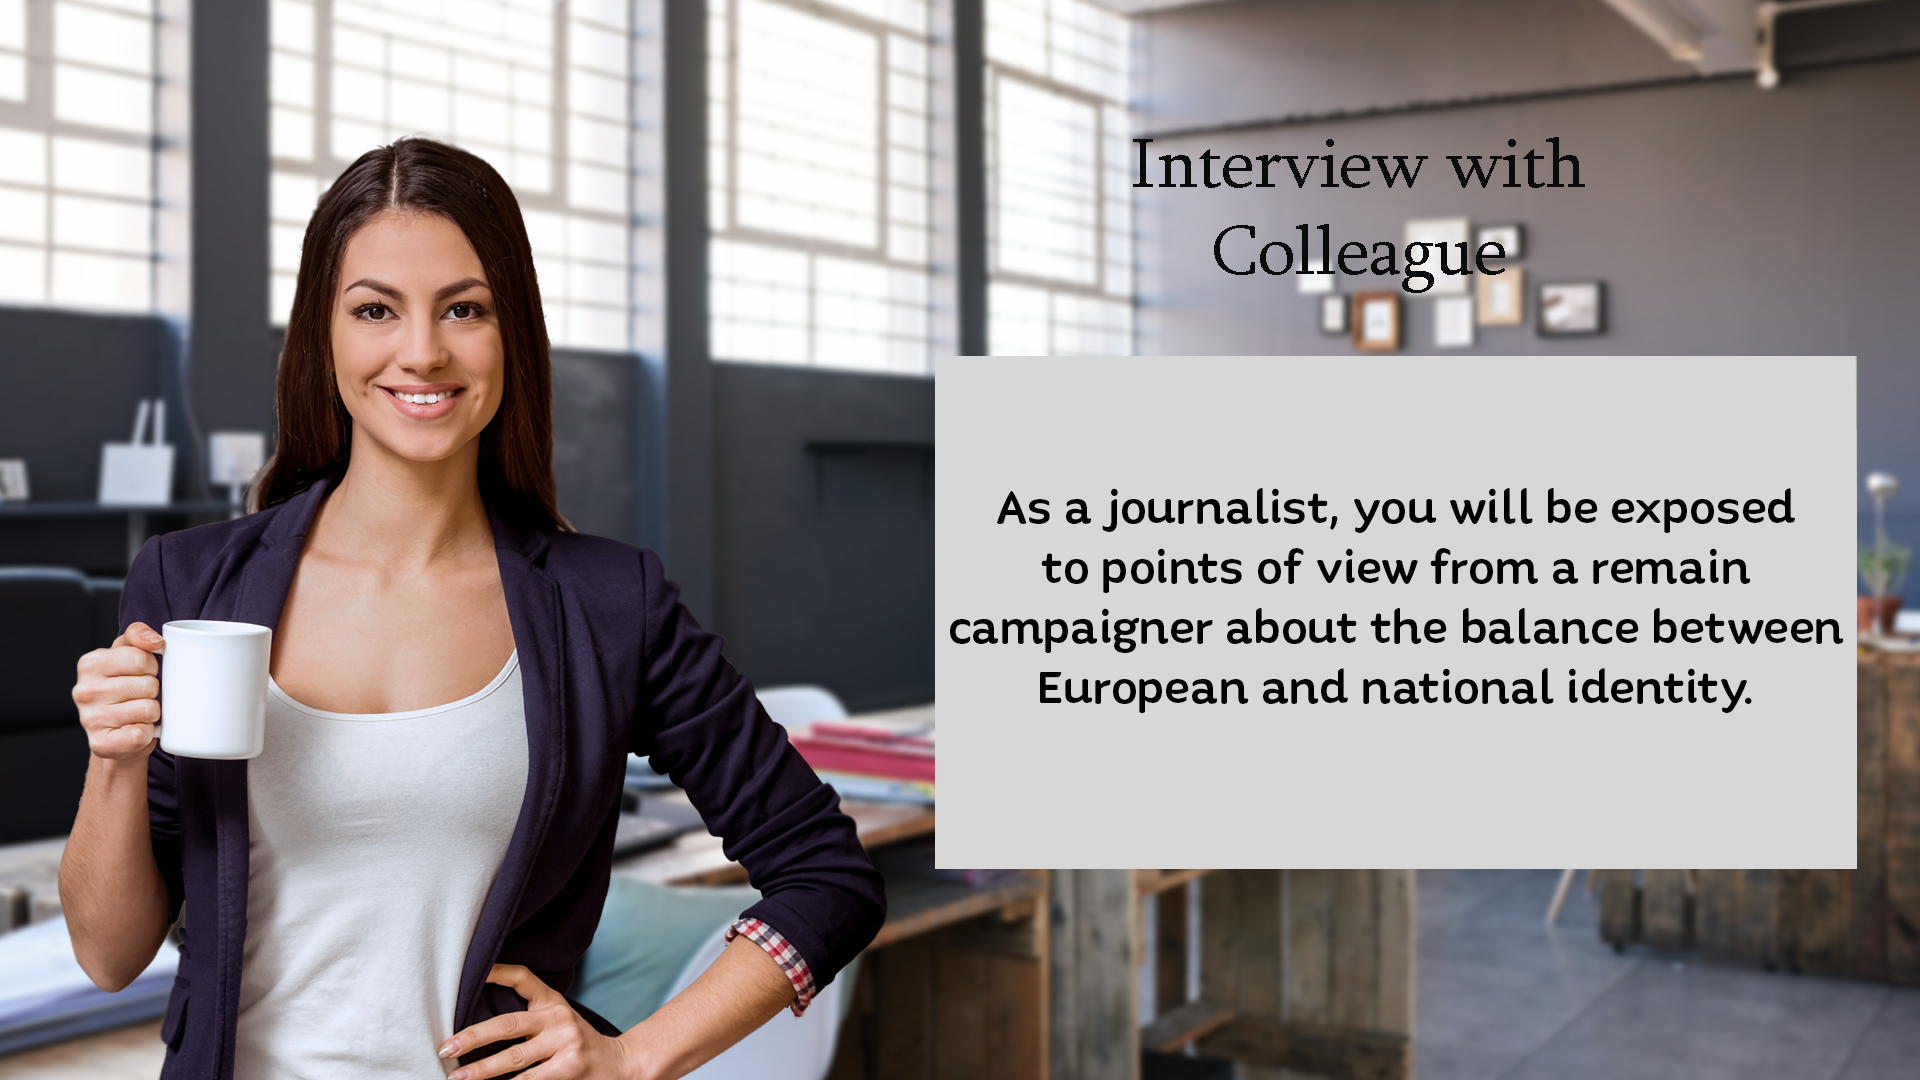 Interview with
Colleague
As a journalist, you will be exposed
to points of view from a remain
campaigner about the balance between
European and national identity.